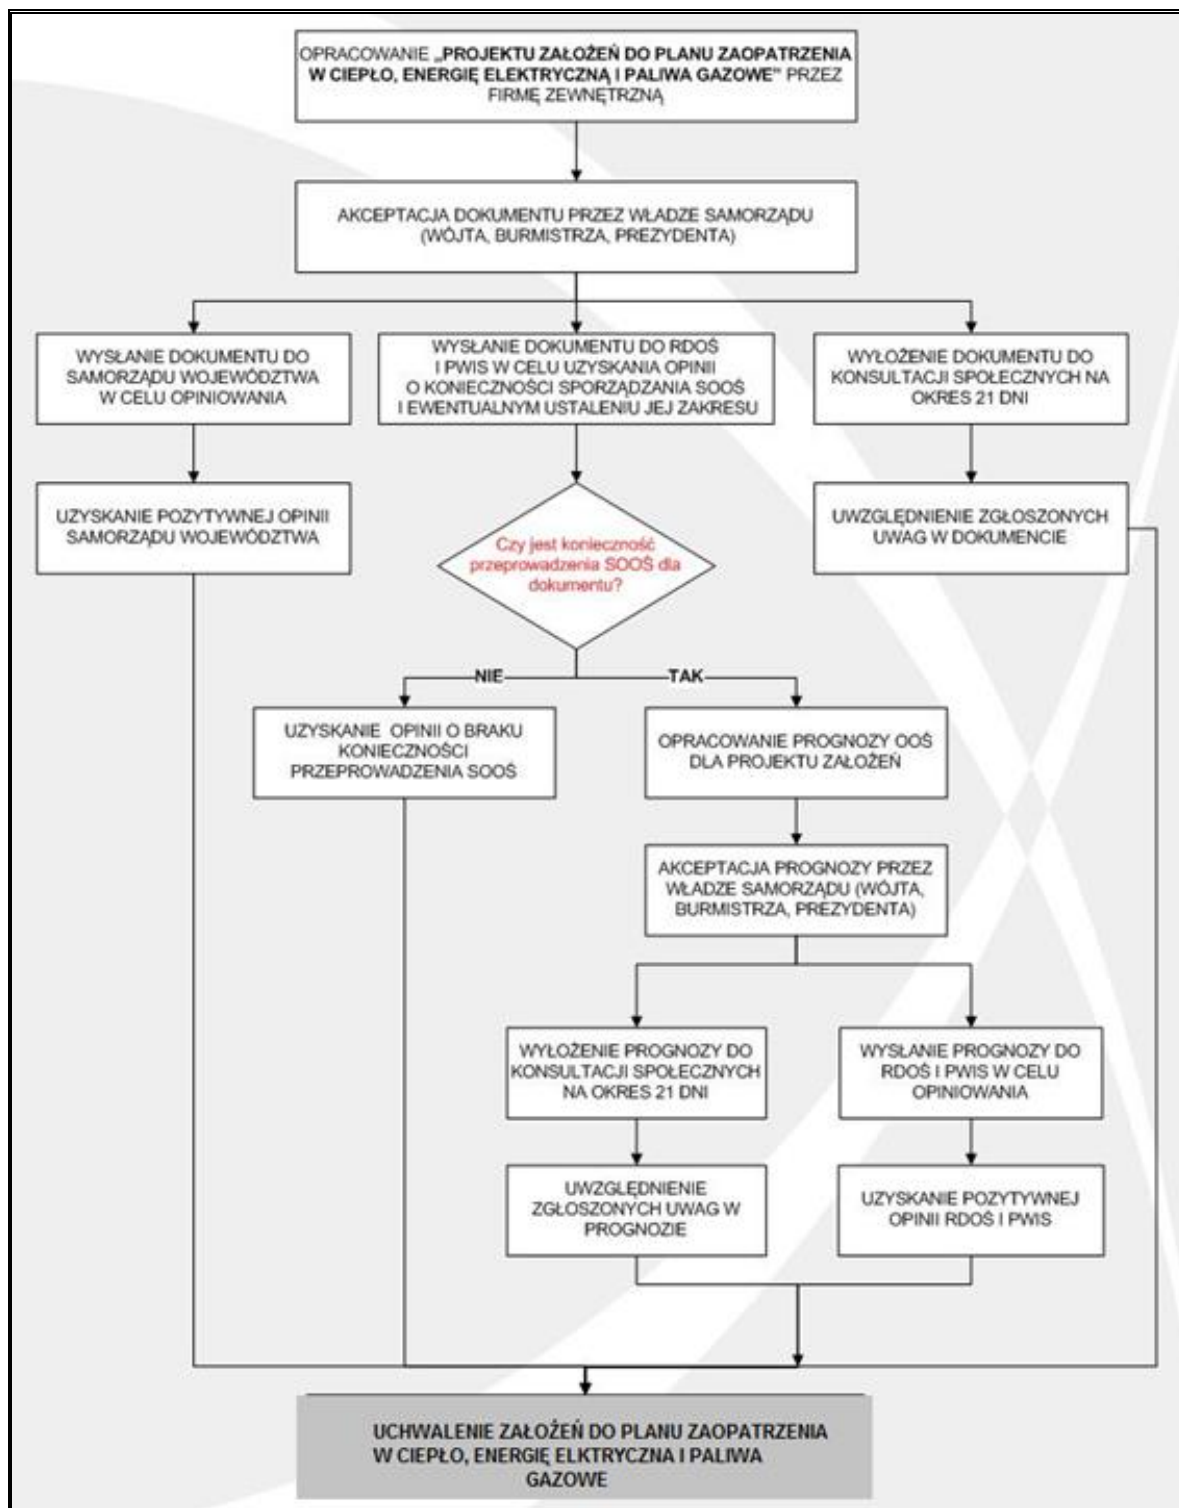 OPRACOWANIE „PROJEKTU ZAŁOŻEŃ DO PLANU ZAOPATRZENIA
W CIEPŁO, ENERGIĘ ELEKTRYCZNĄ I PALIWA GAZOWE" PRZEZ
FIRMĘ ZEWNĘTRZNĄ
AKCEPTACJA DOKUMENTU PRZEZ WŁADZE SAMORZĄDU
(WÓJTA, BURMISTRZA, PREZYDENTA)
WYSŁANIE DOKUMENTU DO
SAMORZĄDU WOJEWÓDZTWA
W CELU OPINIOWANIA
WYSŁANIE DOKUMENTU DO RDOŚ
I PWIS W CELU UZYSKANIA OPINII
O KONIECZNOŚCI SPORZĄDZANIA SOOŚ
I EWENTUALNYM USTALENIU JEJ ZAKRESU
WYŁOŻENIE DOKUMENTU DO
KONSULTACJI SPOŁECZNYCH NA
OKRES 21 DNI
UZYSKANIE POZYTYWNEJ OPINII
SAMORZĄDU WOJEWÓDZTWA
Czy jest konieczność
przeprowadzenia SOOŚ dla
dokumentu?
UWZGLĘDNIENIE ZGŁOSZONYCH
UWAG W DOKUMENCIE
NIE
TAK
UZYSKANIE OPINII O BRAKU
KONIECZNOŚCI
PRZEPROWADZENIA SOOŚ
OPRACOWANIE PROGNOZY OOŚ
DLA PROJEKTU ZAŁOŻEŃ
AKCEPTACJA PROGNOZY PRZEZ
WŁADZE SAMORZĄDU (WÓJTA,
BURMISTRZA, PREZYDENTA)
WYŁOŻENIE PROGNOZY DO
KONSULTACJI SPOŁECZNYCH
NA OKRES 21 DNI
WYSŁANIE PROGNOZY DO
RDOŚ I PWIS W CELU
OPINIOWANIA
UWZGLĘDNIENIE
ZGŁOSZONYCH UWAG W
PROGNOZIE
UZYSKANIE POZYTYWNEJ
OPINII RDOŚ I PWIS
UCHWALENIE ZAŁOŻEŃ DO PLANU ZAOPATRZENIA
W CIEPŁO, ENERGIĘ ELKTRYCZNA I PALIWA
GAZOWE